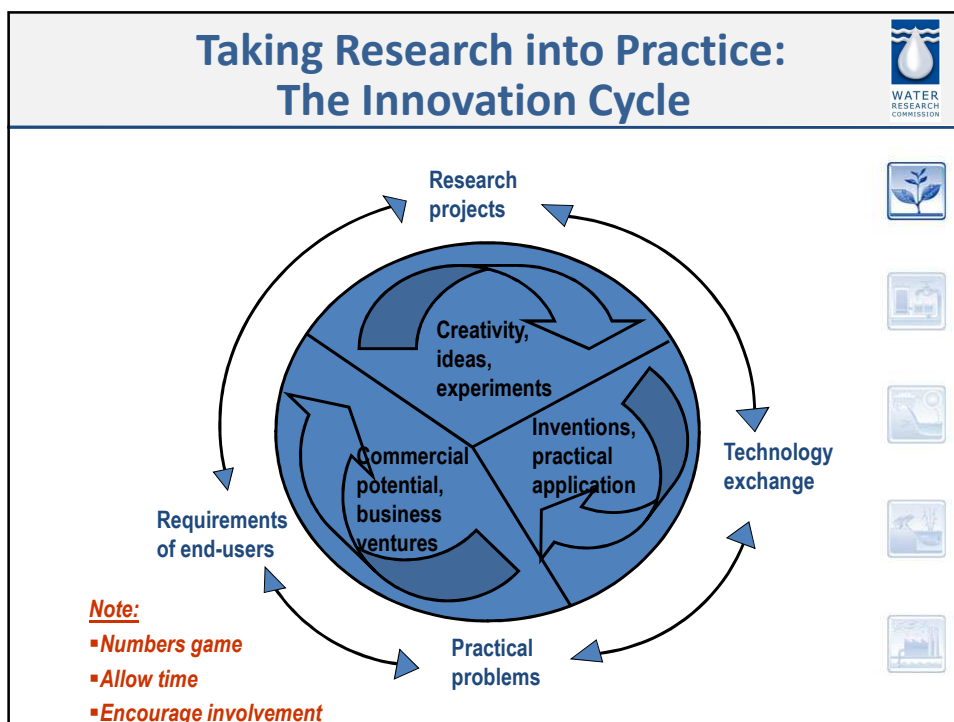 Taking Research into Practice:
The Innovation Cycle
WATER
RESEARCH
COMMISSION
Research
projects
Creativity,
ideas,
experiments
Inventions,
practical
application
Commercial
potential,
business
ventures
Technology
exchange
Requirements
of end-users
Practical
problems
Note:
▪Numbers game
▪Allow time
▪Encourage involvement